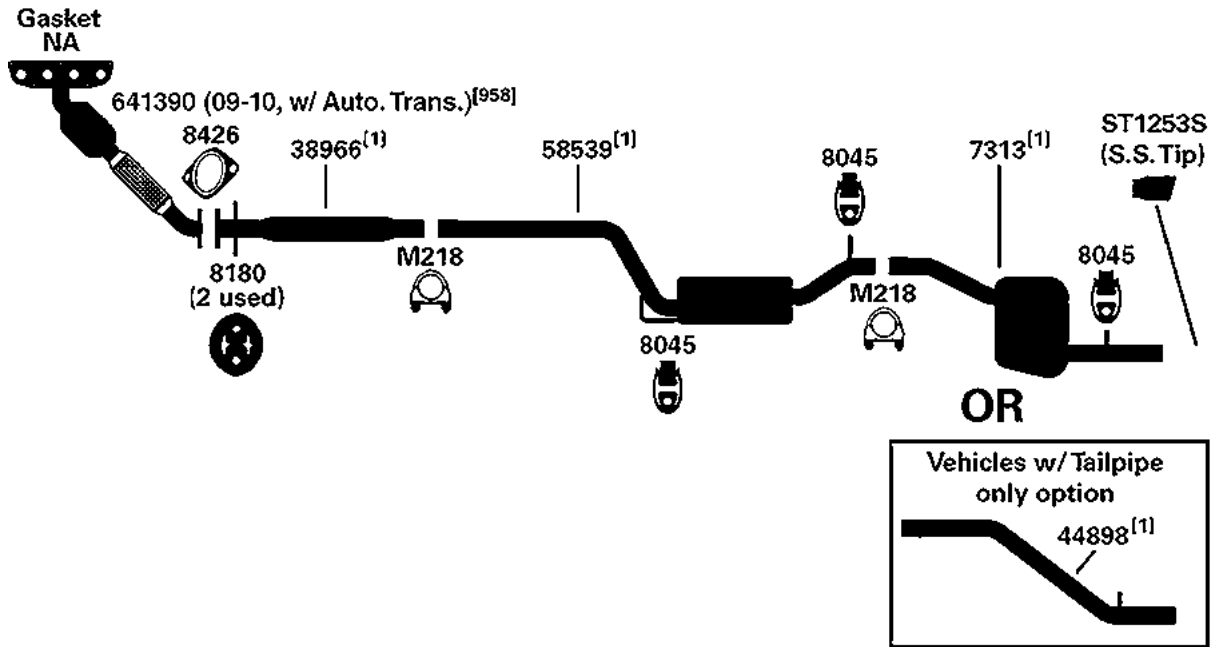 Gasket
NA
641390 (09-10, w/ Auto. Trans.)[958]
8426
38966[1]
58539[1]
8045
7313[1]
ST1253S
(S.S. Tip)
8180
(2 used)
M218
8045
M218
8045
OR
Vehicles w/ Tailpipe
only option
44898[1]